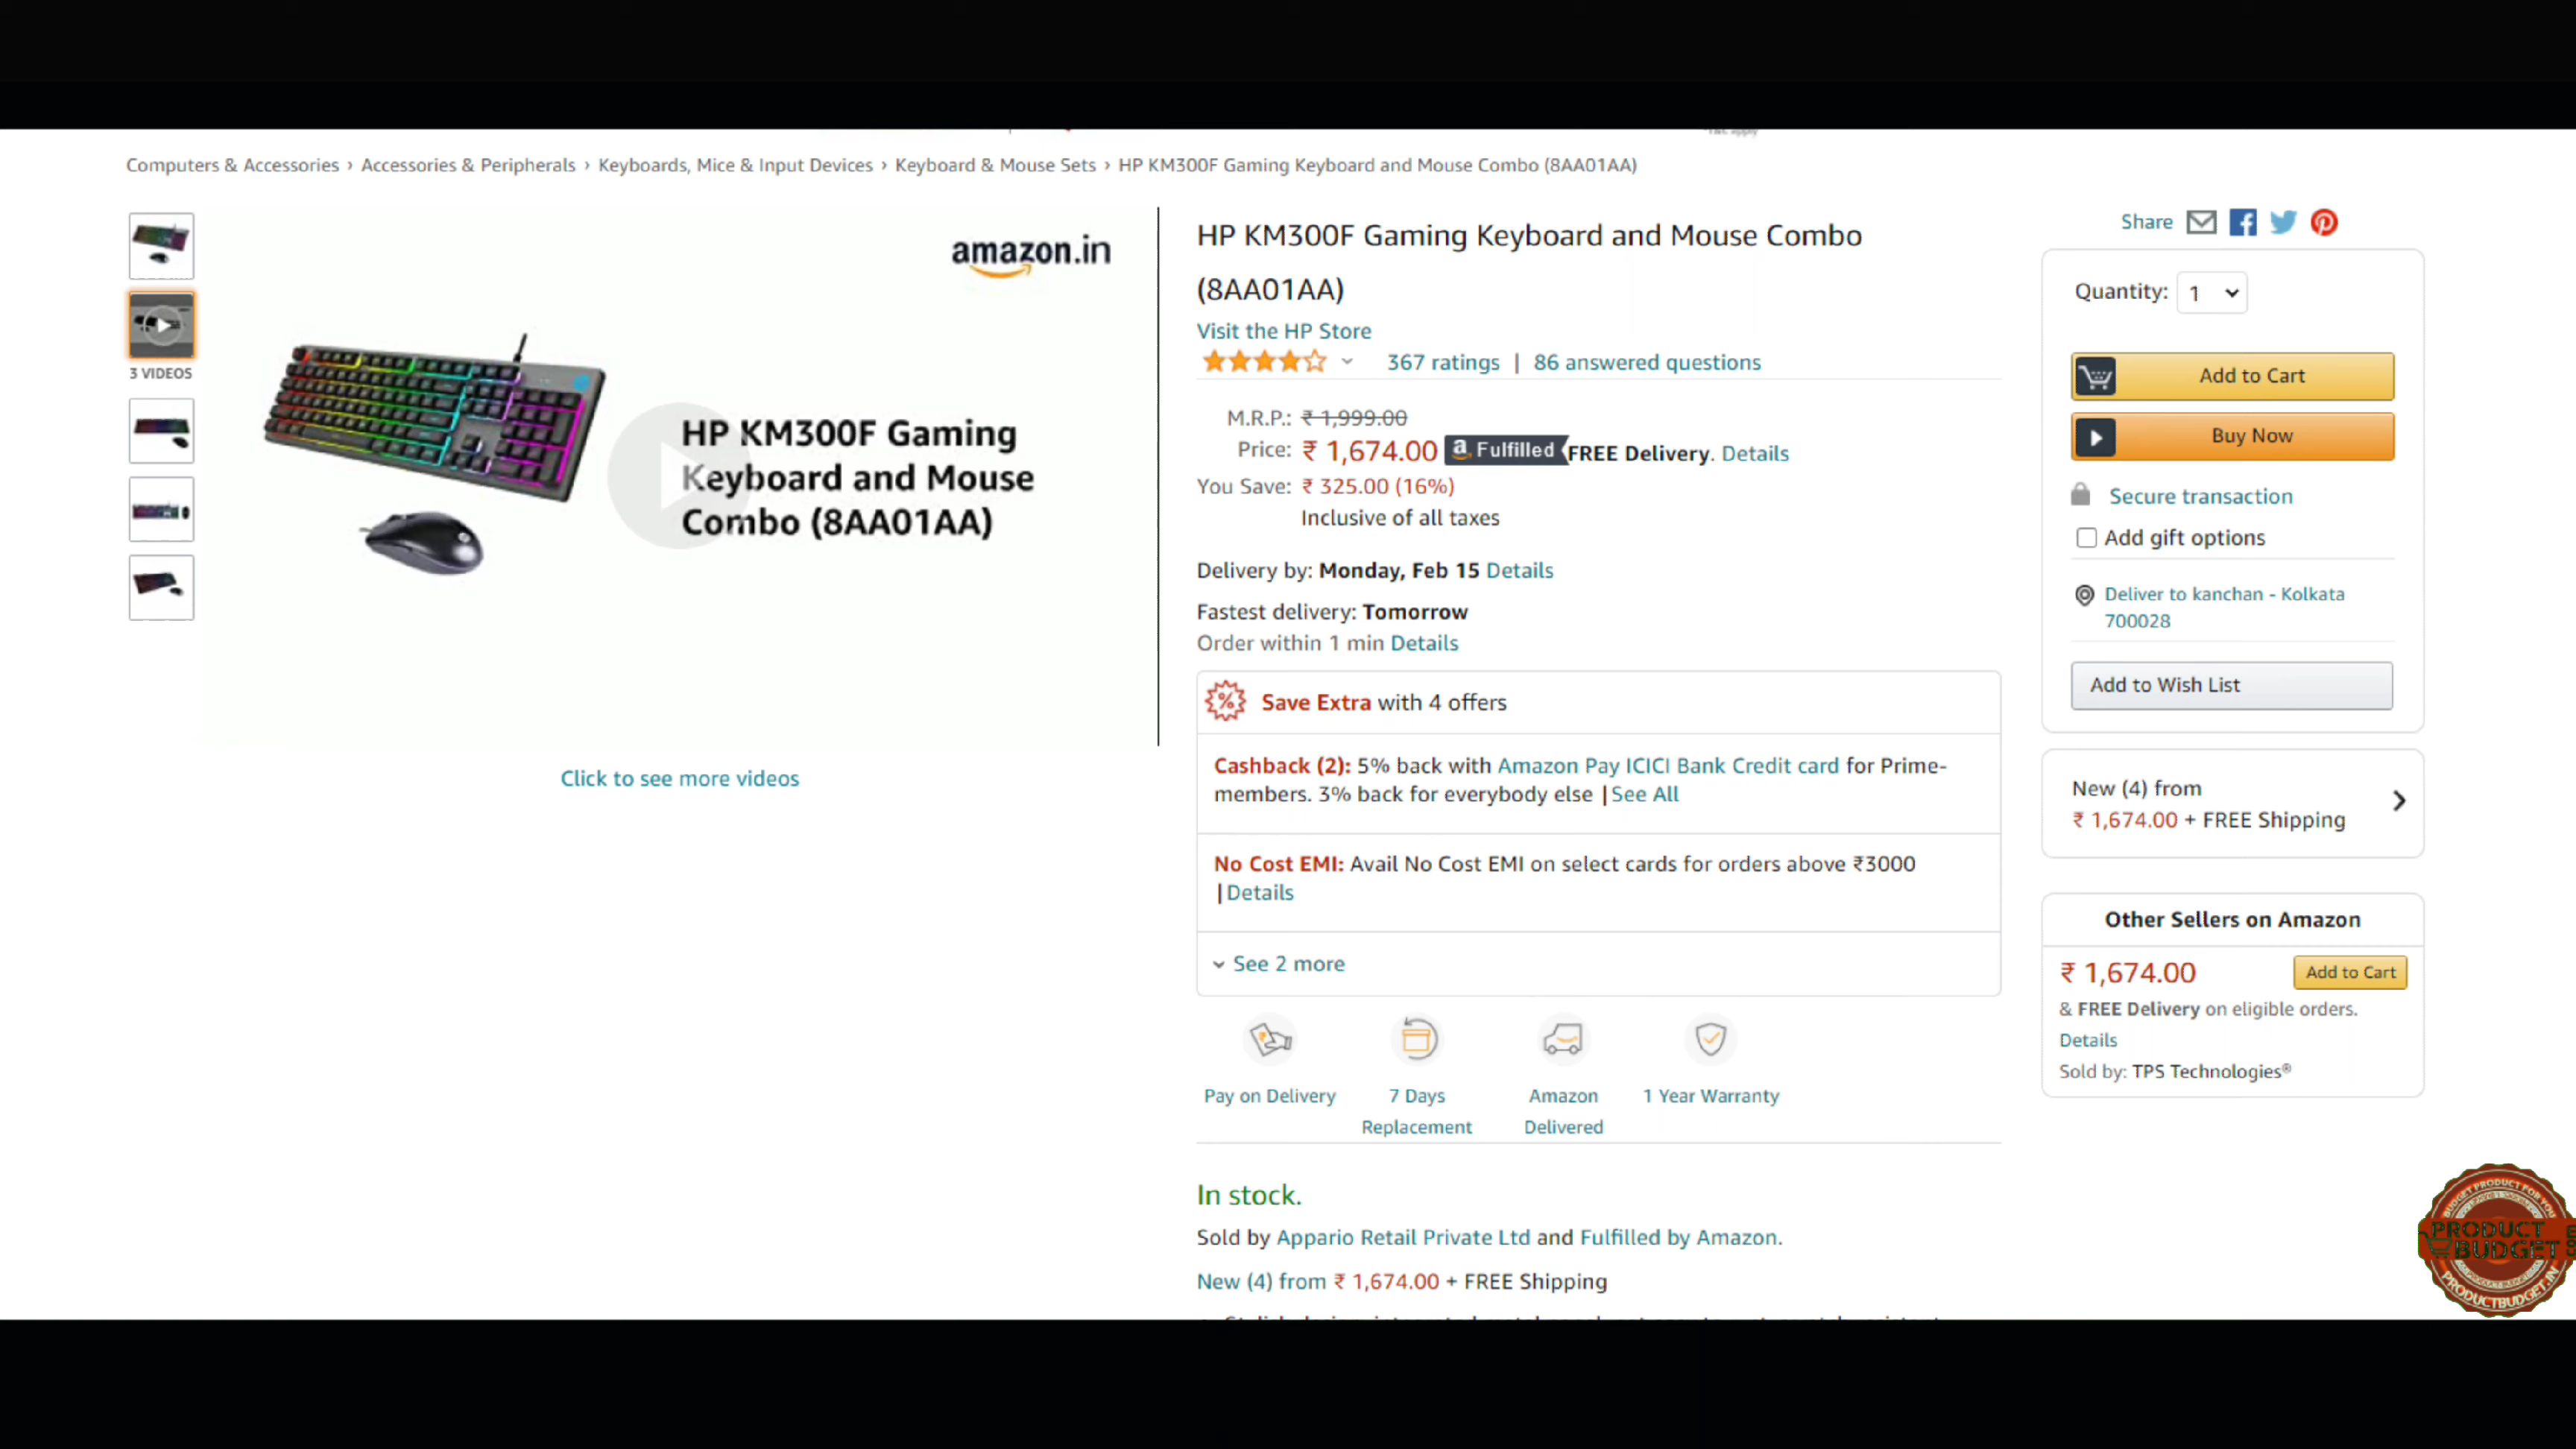 Computers & Accessories › Accessories & Peripherals › Keyboards, Mice & Input Devices › Keyboard & Mouse Sets › HP KM300F Gaming Keyboard and Mouse Combo (8AA01AA)
3 VIDEOS
amazon.in
HP KM300F Gaming
Keyboard and Mouse
Combo (8AA01AA)
Click to see more videos
HP KM300F Gaming Keyboard and Mouse Combo
(8AA01AA)
Visit the HP Store
367 ratings | 86 answered questions
M.R.P.: ₹ 1,999.00
Price: ₹ 1,674.00 a Fulfilled FREE Delivery. Details
You Save: ₹ 325.00 (16%)
Inclusive of all taxes
Delivery by: Monday, Feb 15 Details
Fastest delivery: Tomorrow
Order within 1 min Details
Save Extra with 4 offers
Cashback (2): 5% back with Amazon Pay ICICI Bank Credit card for Prime-
members. 3% back for everybody else | See All
No Cost EMI: Avail No Cost EMI on select cards for orders above ₹3000
| Details
See 2 more
Pay on Delivery
7 Days
Replacement
Amazon
Delivered
1 Year Warranty
In stock.
Sold by Appario Retail Private Ltd and Fulfilled by Amazon.
New (4) from ₹ 1,674.00 + FREE Shipping
Share
Quantity: 1
Add to Cart
Buy Now
Secure transaction
Add gift options
Deliver to kanchan - Kolkata
700028
Add to Wish List
New (4) from
₹ 1,674.00 + FREE Shipping
Other Sellers on Amazon
₹ 1,674.00 Add to Cart
& FREE Delivery on eligible orders.
Details
Sold by: TPS Technologies®
BUDGET PRODUCT FOR YOU
PRODUCT
BUDGET
PRODUCTBUDGET.IN